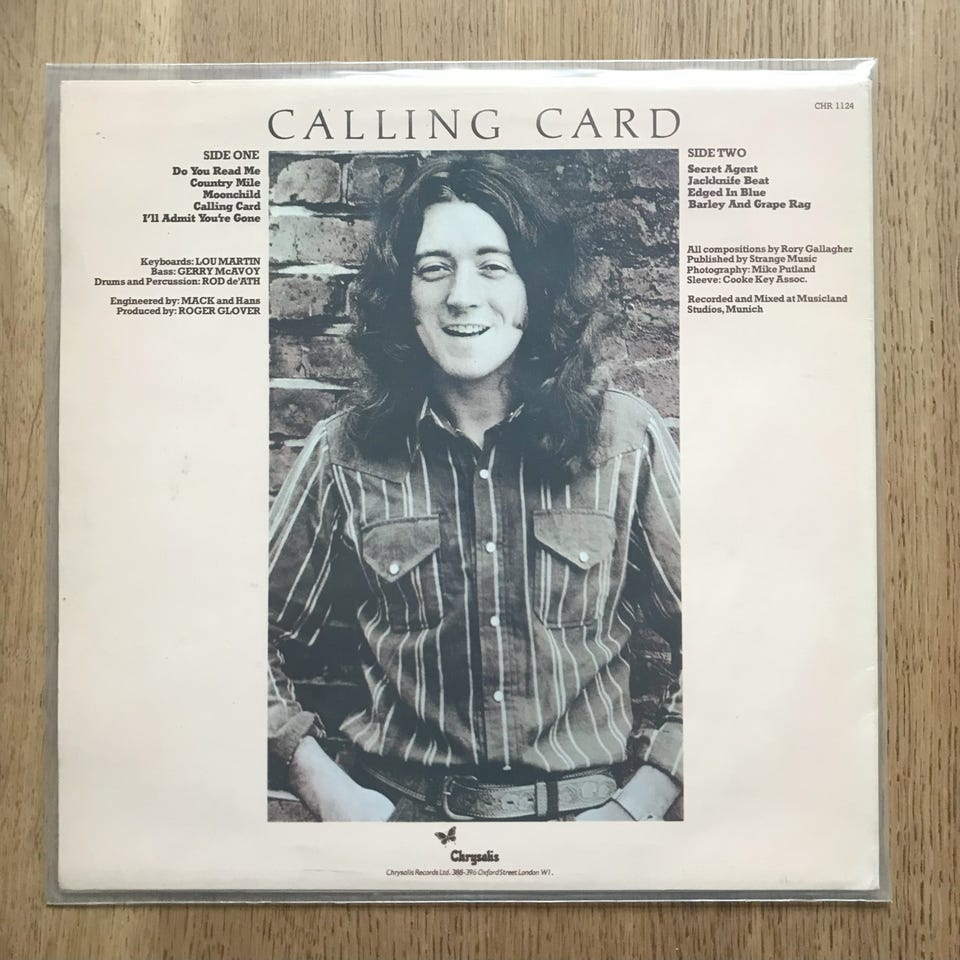 CHR 1124
CALLING CARD
SIDE ONE
Do You Read Me
Country Mile
Moonchild
Calling Card
I'll Admit You're Gone
Keyboards: LOU MARTIN
Bass: GERRY McAVOY
Drums and Percussion: ROD de'ATH
Engineered by: MACK and Hans
Produced by: ROGER GLOVER
SIDE TWO
Secret Agent
Jackknife Beat
Edged In Blue
Barley And Grape Rag
All compositions by Rory Gallagher
Published by Strange Music
Photography: Mike Putland
Sleeve: Cooke Key Assoc.
Recorded and Mixed at Musicland
Studios, Munich
Chrysalis
Chrysalis Records Ltd. 388-396 Oxford Street London W1.